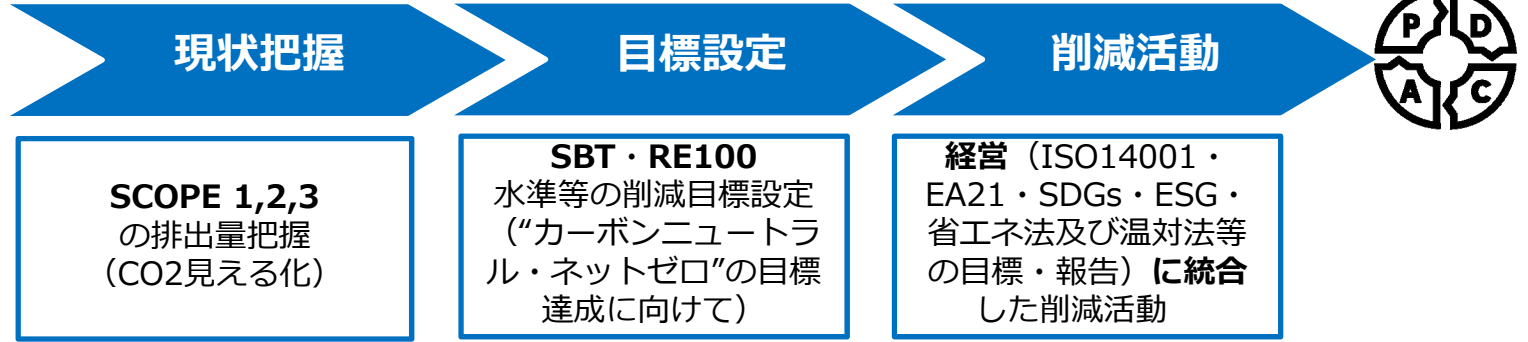 現状把握
目標設定
削減活動
P
D
A
C
SCOPE 1,2,3
の排出量把握
（CO2見える化）
SBT・RE100
水準等の削減目標設定
（“カーボンニュートラ
ル・ネットゼロ”の目標
達成に向けて）
経営（ISO14001・
EA21・SDGs・ESG・
省エネ法及び温対法等
の目標・報告）に統合
した削減活動